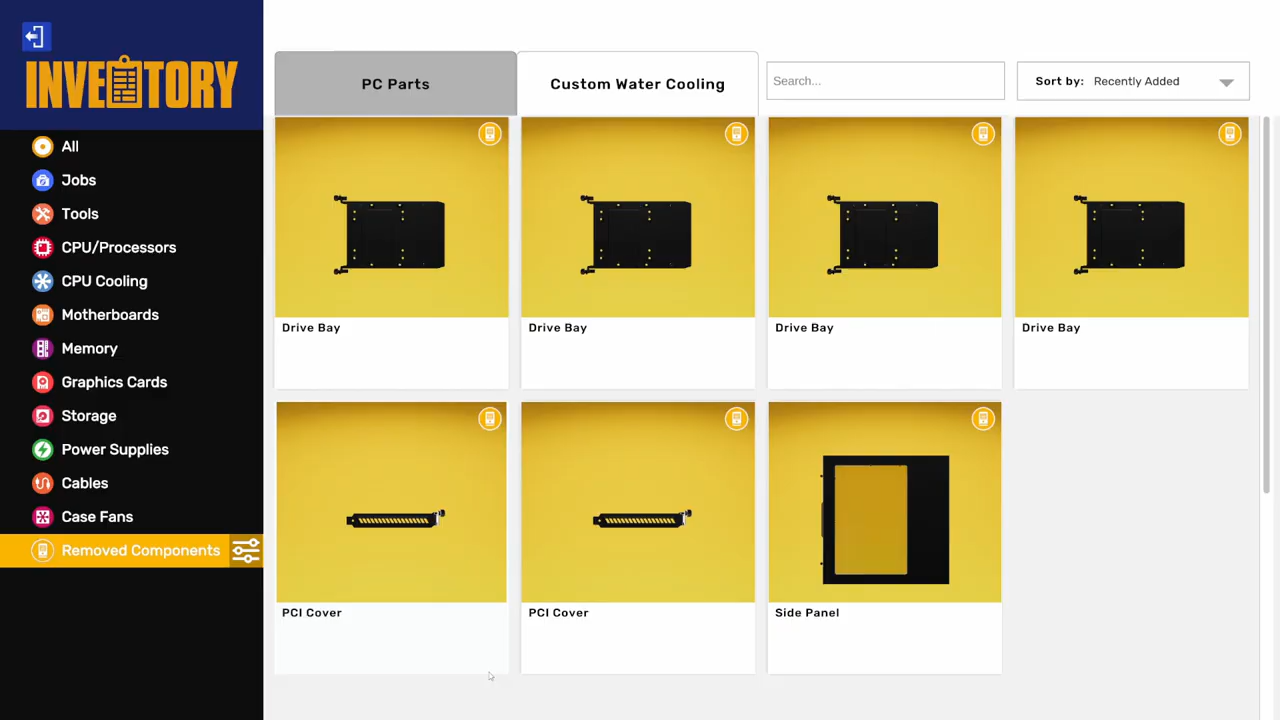 INVENTORY
All
Jobs
Tools
CPU/Processors
CPU Cooling
Motherboards
Memory
Graphics Cards
Storage
Power Supplies
Cables
Case Fans
Removed Components
PC Parts
Custom Water Cooling
Search...
Sort by: Recently Added
Drive Bay
Drive Bay
Drive Bay
Drive Bay
PCI Cover
PCI Cover
Side Panel